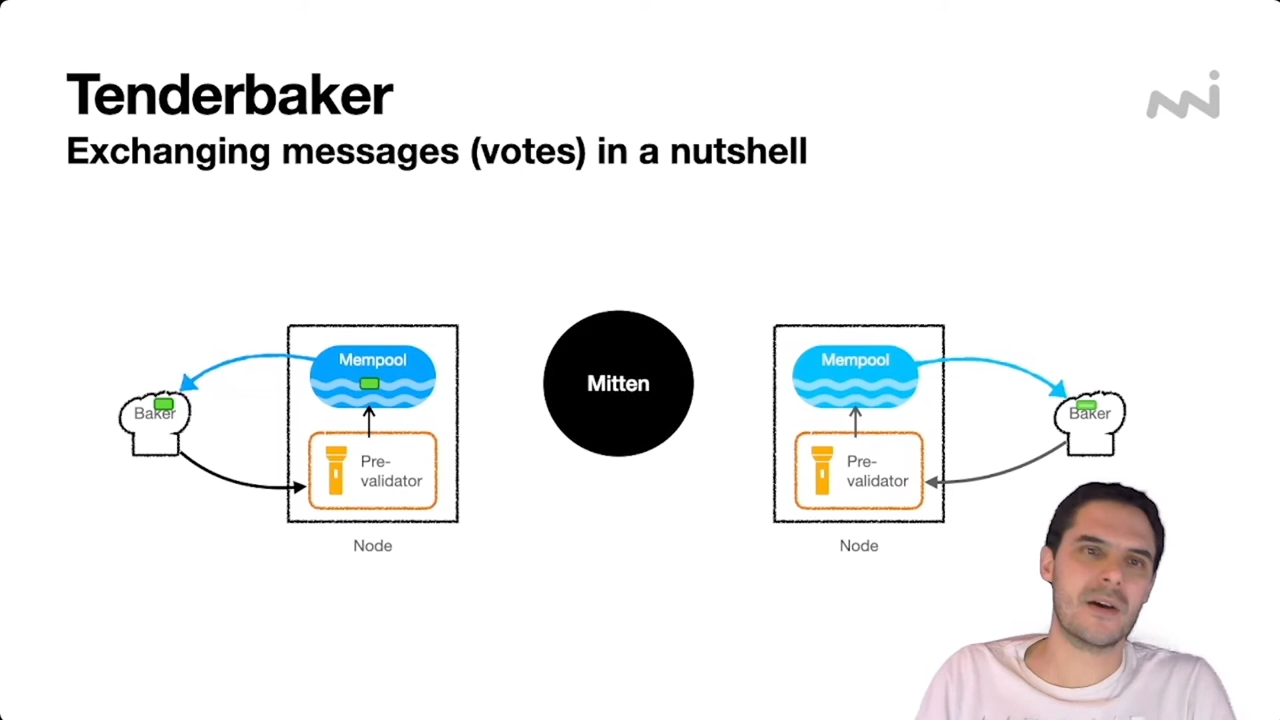 Tenderbaker
Exchanging messages (votes) in a nutshell
Mempool
Baker
Pre-
validator
Node
Mitten
Mempool
Pre-
validator
Node
Baker